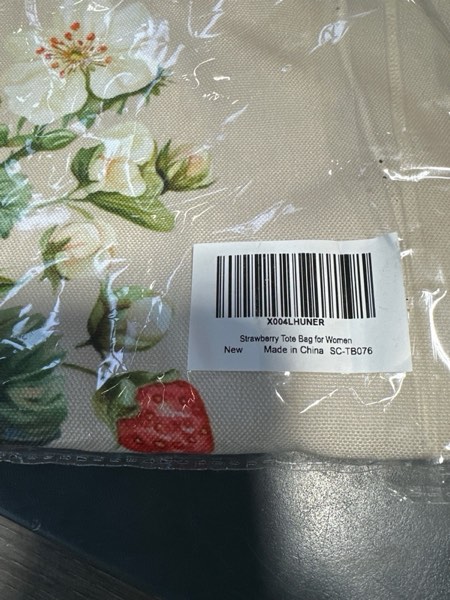 X004LHUNER
Strawberry Tote Bag for Women
New Made in China SC-TB076